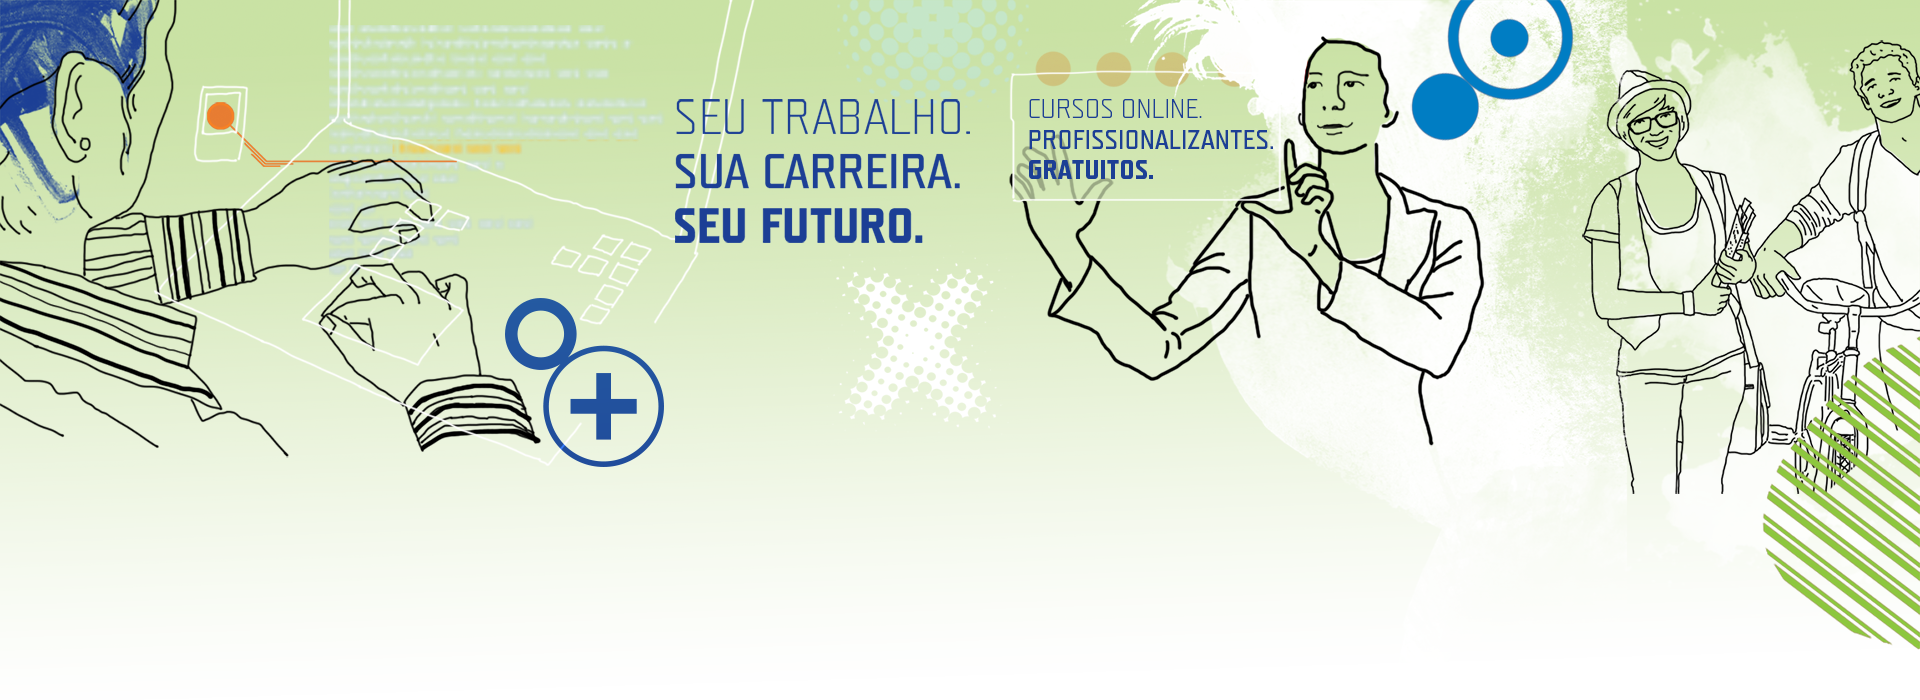 SEU TRABALHO.
SUA CARREIRA.
SEU FUTURO.
CURSOS ONLINE.
PROFISSIONALIZANTES.
GRATUITOS.